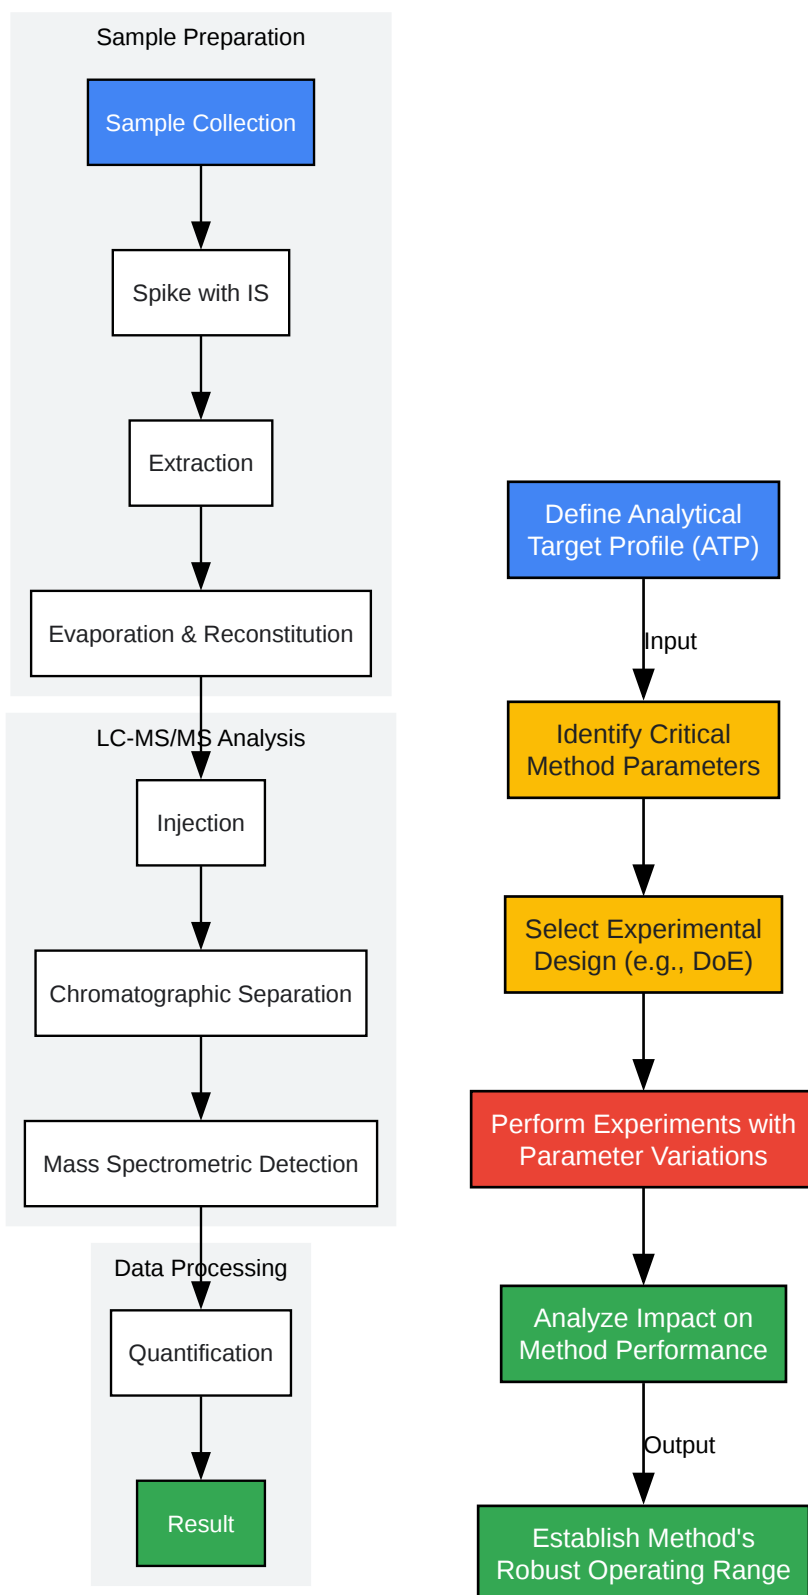 Sample Preparation
Sample Collection
Spike with IS
Extraction
Evaporation & Reconstitution
LC-MS/MS Analysis
Injection
Chromatographic Separation
Mass Spectrometric Detection
Data Processing
Quantification
Result
Define Analytical
Target Profile (ATP)
Input
Identify Critical
Method Parameters
Select Experimental
Design (e.g., DoE)
Perform Experiments with
Parameter Variations
Analyze Impact on
Method Performance
Output
Establish Method's
Robust Operating Range